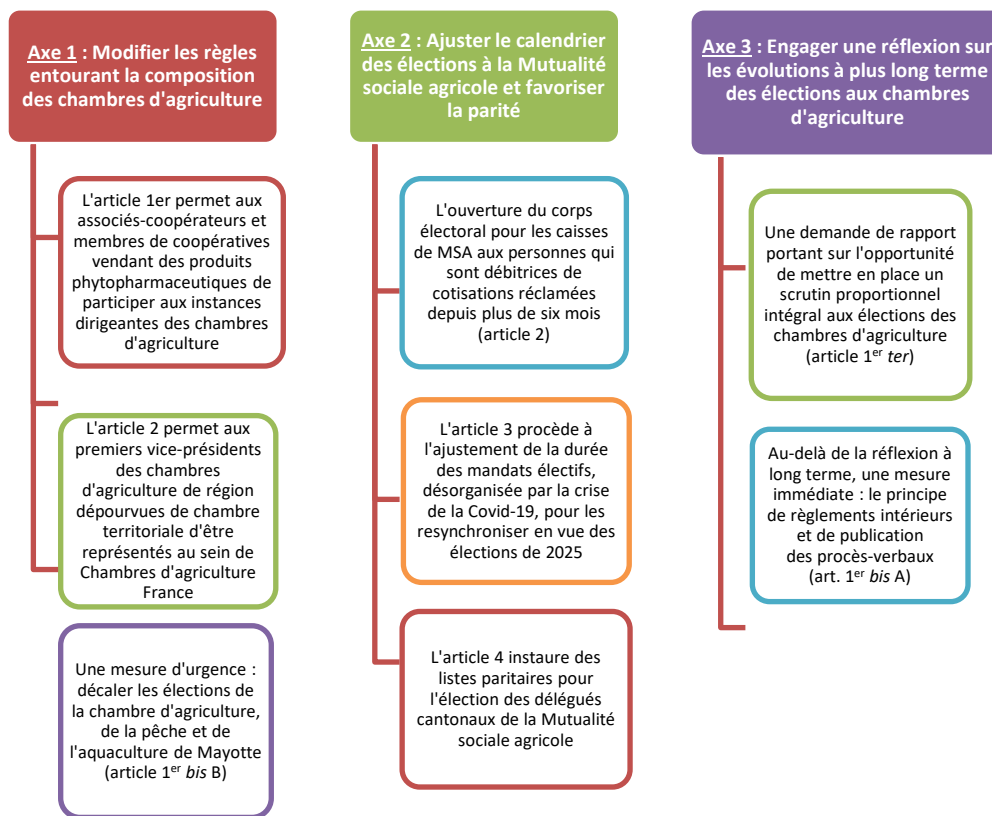 Axe 1 : Modifier les règles
entourant la composition
des chambres d'agriculture
L'article 1er permet aux
associés-coopérateurs et
membres de coopératives
vendant des produits
phytopharmaceutiques de
participer aux instances
dirigeantes des chambres
d'agriculture
L'article 2 permet aux
premiers vice-présidents
des chambres
d'agriculture de région
dépourvues de chambre
territoriale d'être
représentés au sein de
Chambres d'agriculture
France
Une mesure d'urgence :
décaler les élections de
la chambre d'agriculture,
de la pêche et de
l'aquaculture de Mayotte
(article 1er bis B)
Axe 2 : Ajuster le calendrier
des élections à la Mutualité
sociale agricole et favoriser
la parité
L'ouverture du corps
électoral pour les caisses
de MSA aux personnes qui
sont débitrices de
cotisations réclamées
depuis plus de six mois
(article 2)
L'article 3 procède à
l'ajustement de la durée
des mandats électifs,
désorganisée par la crise
de la Covid-19, pour les
resynchroniser en vue des
élections de 2025
L'article 4 instaure des
listes paritaires pour
l'élection des délégués
cantonaux de la Mutualité
sociale agricole
Axe 3 : Engager une réflexion sur
les évolutions à plus long terme
des élections aux chambres
d'agriculture
Une demande de rapport
portant sur l'opportunité
de mettre en place un
scrutin proportionnel
intégral aux élections des
chambres d'agriculture
(article 1er ter)
Au-delà de la réflexion à
long terme, une mesure
immédiate : le principe
de règlements intérieurs
et de publication
des procès-verbaux
(art. 1er bis A)